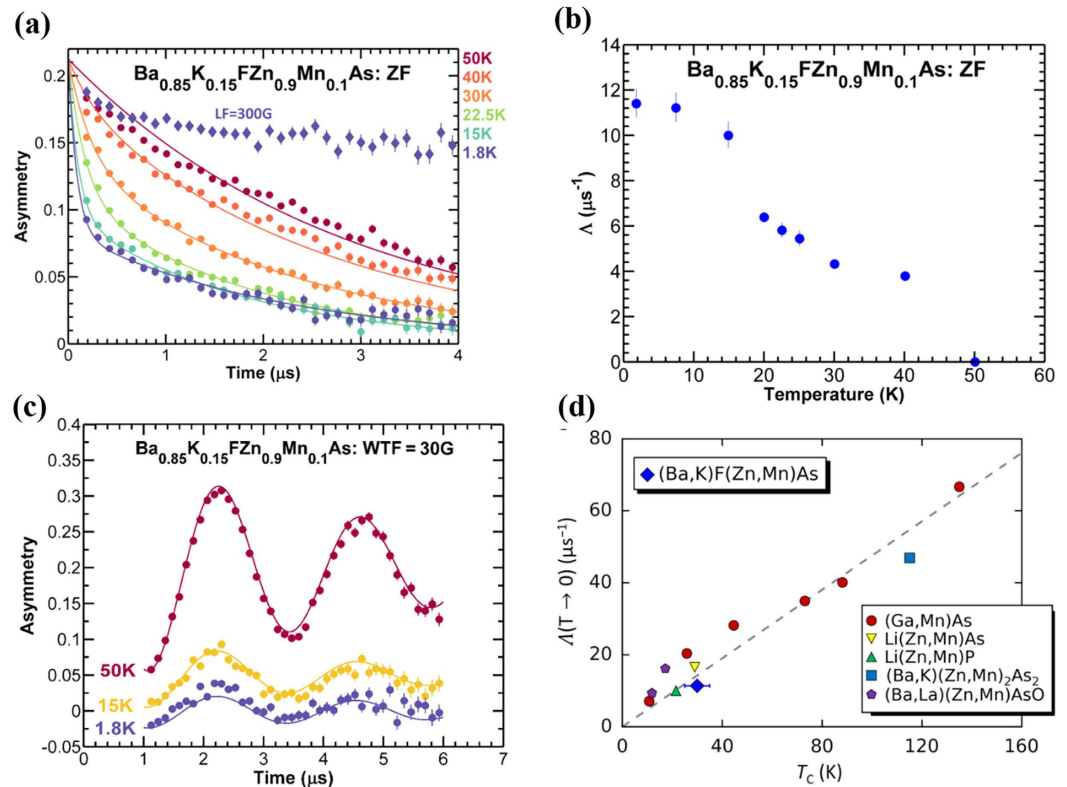 (a)
Ba0.85K0.15FZn0.9Mn0.1As: ZF
LF=300G
50K
40K
30K
22.5K
15K
1.8K
0.2
0.15
0.1
0.05
0
Asymmetry
0 1 2 3 4
Time (μs)
(b)
Ba0.85K0.15FZn0.9Mn0.1As: ZF
14
12
10
8
6
4
2
0
Λ (μs-1)
0 10 20 30 40 50 60
Temperature (K)
(c)
Ba0.85K0.15FZn0.9Mn0.1As: WTF = 30G
0.4
0.35
0.3
0.25
0.2
0.15
0.1
0.05
0
-0.05
Asymmetry
50K
15K
1.8K
0 1 2 3 4 5 6 7
Time (μs)
(d)
80
60
40
20
0
Λ(T → 0) (μs−1)
(Ba,K)F(Zn,Mn)As
(Ga,Mn)As
Li(Zn,Mn)As
Li(Zn,Mn)P
(Ba,K)(Zn,Mn)2As2
(Ba,La)(Zn,Mn)AsO
0 40 80 120 160
TC (K)